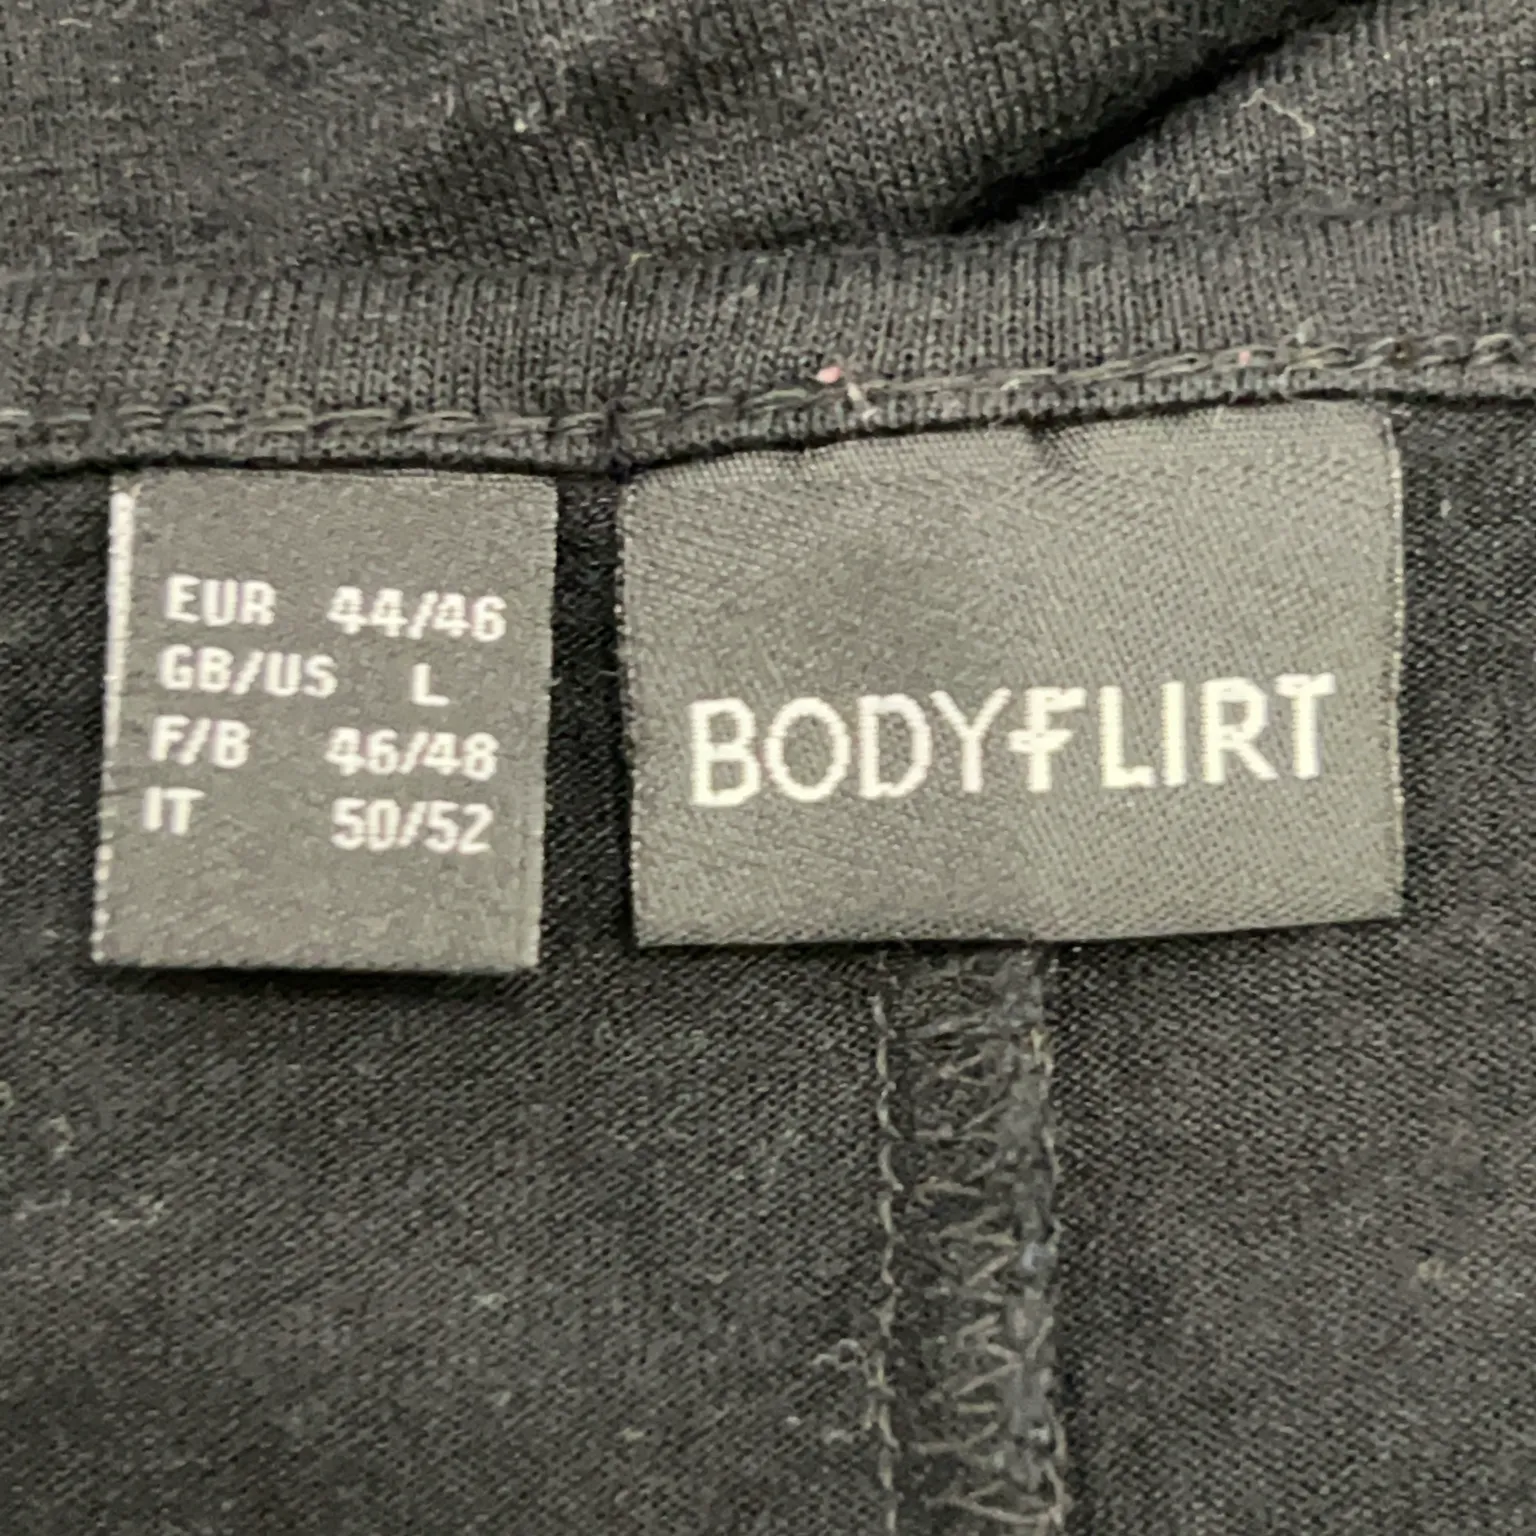 EUR 44/46
GB/US L
F/B 46/48
IT 50/52
BODYFLIRT